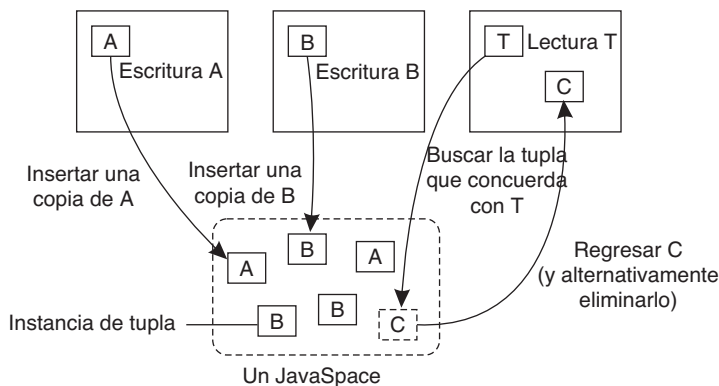 A
Escritura A
B
Escritura B
T
Lectura T
C
Insertar una
copia de A
Insertar una
copia de B
Buscar la tupla
que concuerda
con T
Regresar C
(y alternativamente
eliminarlo)
A
B
A
B
B
C
Instancia de tupla
Un JavaSpace